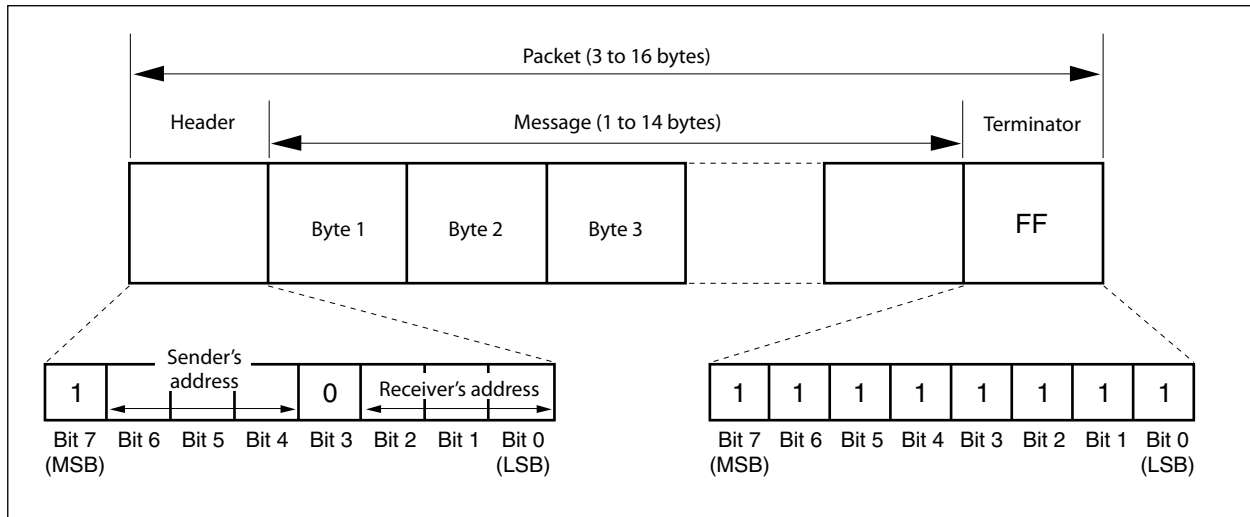 Packet (3 to 16 bytes)
Header
Message (1 to 14 bytes)
Terminator
Byte 1
Byte 2
Byte 3
FF
Sender's
address
Receiver's address
1
0
Bit 7
(MSB)
Bit 6
Bit 5
Bit 4
Bit 3
Bit 2
Bit 1
Bit 0
(LSB)
1 1 1 1 1 1 1 1
Bit 7
(MSB)
Bit 6
Bit 5
Bit 4
Bit 3
Bit 2
Bit 1
Bit 0
(LSB)